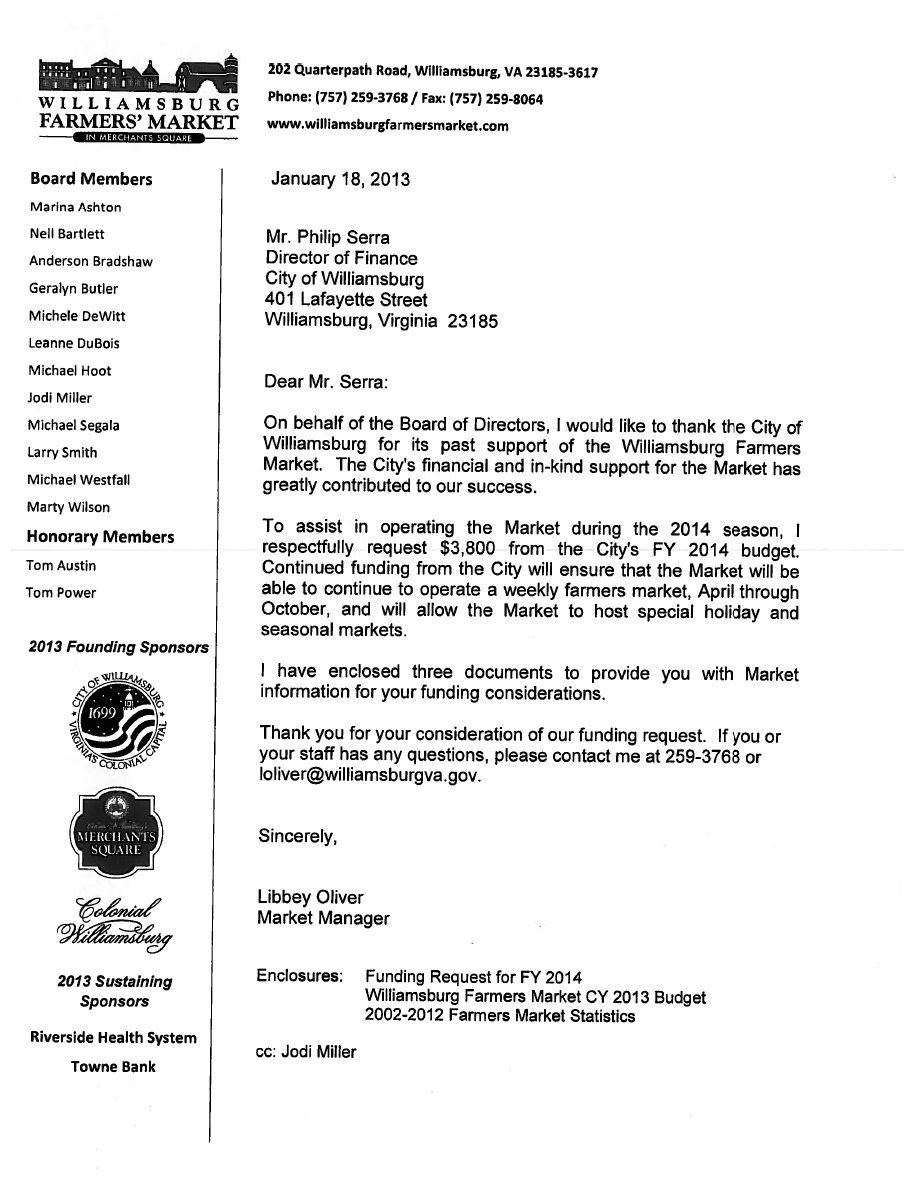 WILLIAMSBURG
FARMERS' MARKET
IN MERCHANTS SQUARE
202 Quarterpath Road, Williamsburg, VA 23185-3617
Phone: (757) 259-3768 / Fax: (757) 259-8064
www.williamsburgfarmersmarket.com
Board Members
Marina Ashton
Nell Bartlett
Anderson Bradshaw
Geralyn Butler
Michele DeWitt
Leanne DuBois
Michael Hoot
Jodi Miller
Michael Segala
Larry Smith
Michael Westfall
Marty Wilson
Honorary Members
Tom Austin
Tom Power
2013 Founding Sponsors
CITY OF WILLIAMSBURG
1699
VIRGINIA'S COLONIAL CAPITAL
MERCHANTS
SQUARE
Colonial
Williamsburg
2013 Sustaining
Sponsors
Riverside Health System
Towne Bank
January 18, 2013
Mr. Philip Serra
Director of Finance
City of Williamsburg
401 Lafayette Street
Williamsburg, Virginia 23185
Dear Mr. Serra:
On behalf of the Board of Directors, I would like to thank the City of
Williamsburg for its past support of the Williamsburg Farmers
Market. The City's financial and in-kind support for the Market has
greatly contributed to our success.
To assist in operating the Market during the 2014 season, I
respectfully request $3,800 from the City's FY 2014 budget.
Continued funding from the City will ensure that the Market will be
able to continue to operate a weekly farmers market, April through
October, and will allow the Market to host special holiday and
seasonal markets.
I have enclosed three documents to provide you with Market
information for your funding considerations.
Thank you for your consideration of our funding request. If you or
your staff has any questions, please contact me at 259-3768 or
loliver@williamsburgva.gov.
Sincerely,
Libbey Oliver
Market Manager
Enclosures: Funding Request for FY 2014
Williamsburg Farmers Market CY 2013 Budget
2002-2012 Farmers Market Statistics
cc: Jodi Miller